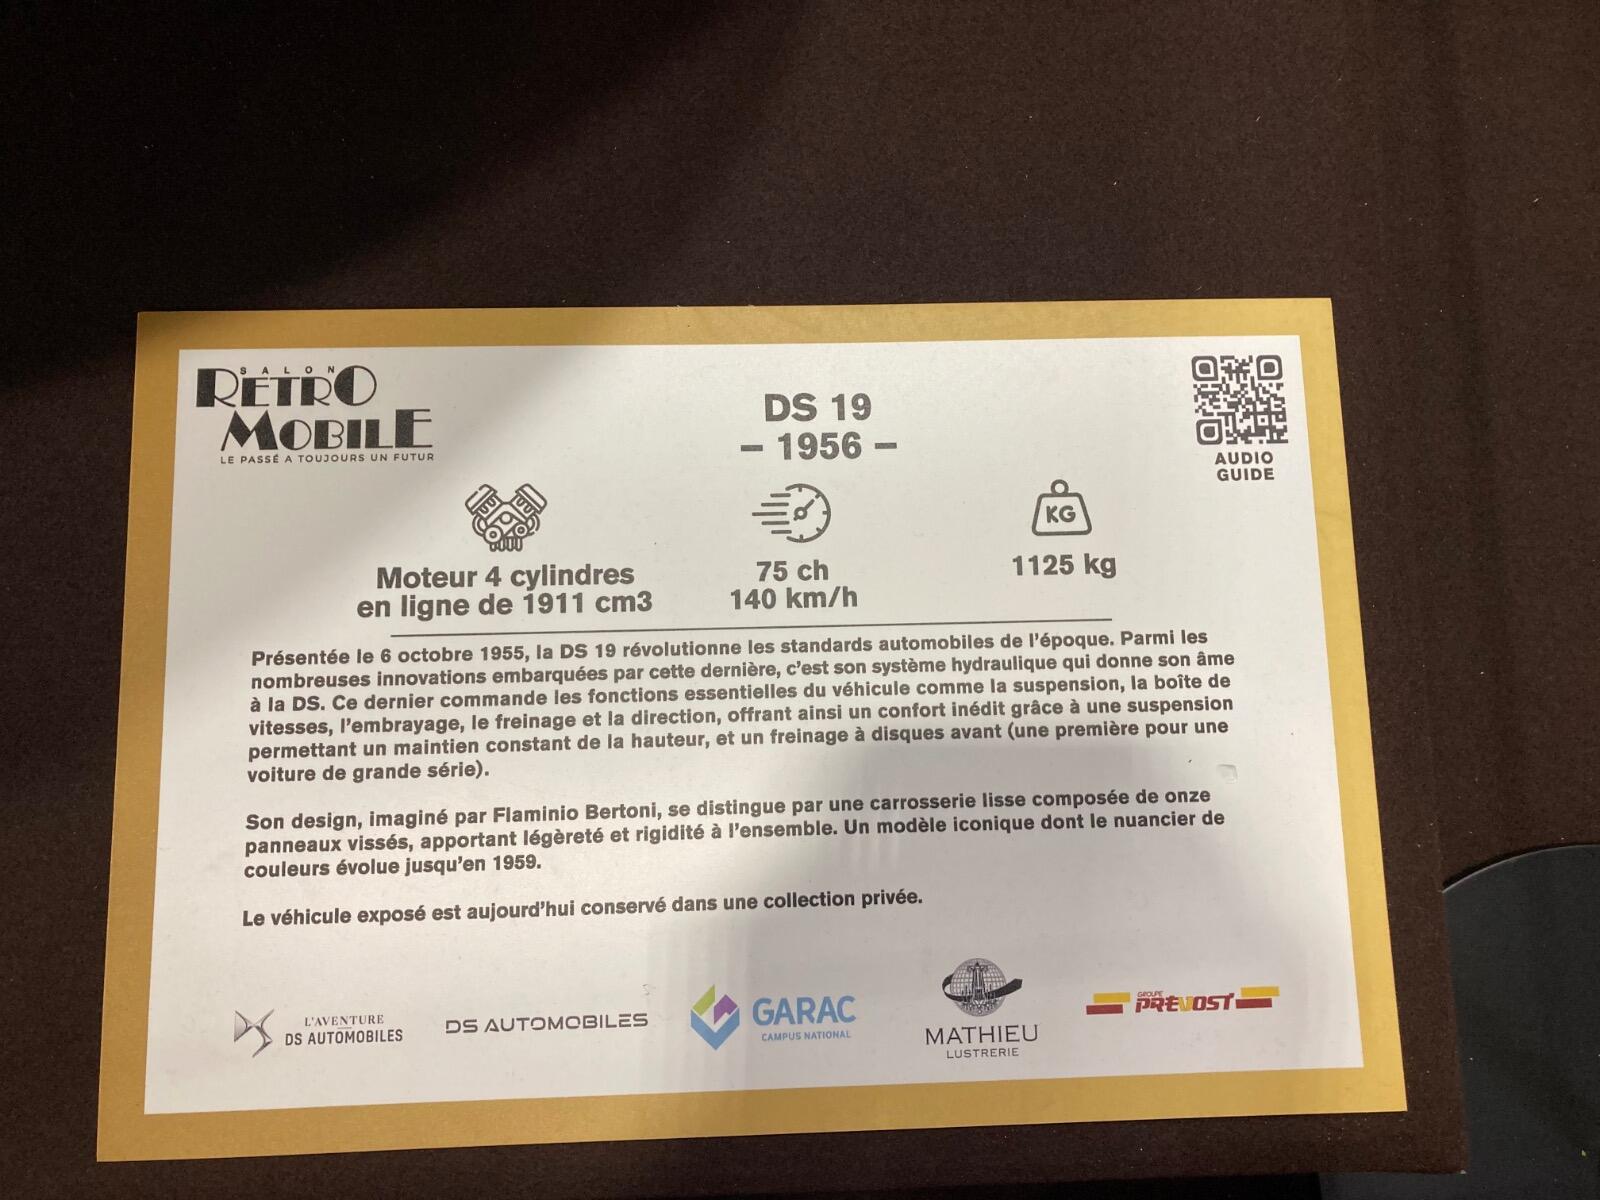 SALON
RÉTRO
MOBILE
LE PASSÉ A TOUJOURS UN FUTUR
DS 19
– 1956 –
AUDIO
GUIDE
KG
Moteur 4 cylindres
en ligne de 1911 cm3
75 ch
140 km/h
1125 kg
Présentée le 6 octobre 1955, la DS 19 révolutionne les standards automobiles de l'époque. Parmi les
nombreuses innovations embarquées par cette dernière, c'est son système hydraulique qui donne son âme
à la DS. Ce dernier commande les fonctions essentielles du véhicule comme la suspension, la boîte de
vitesses, l'embrayage, le freinage et la direction, offrant ainsi un confort inédit grâce à une suspension
permettant un maintien constant de la hauteur, et un freinage à disques avant (une première pour une
voiture de grande série).
Son design, imaginé par Flaminio Bertoni, se distingue par une carrosserie lisse composée de onze
panneaux vissés, apportant légèreté et rigidité à l'ensemble. Un modèle iconique dont le nuancier de
couleurs évolue jusqu'en 1959.
Le véhicule exposé est aujourd'hui conservé dans une collection privée.
L'AVENTURE
DS AUTOMOBILES
DS AUTOMOBILES
GARAC
CAMPUS NATIONAL
MATHIEU
LUSTRERIE
GROUPE
PREVOST